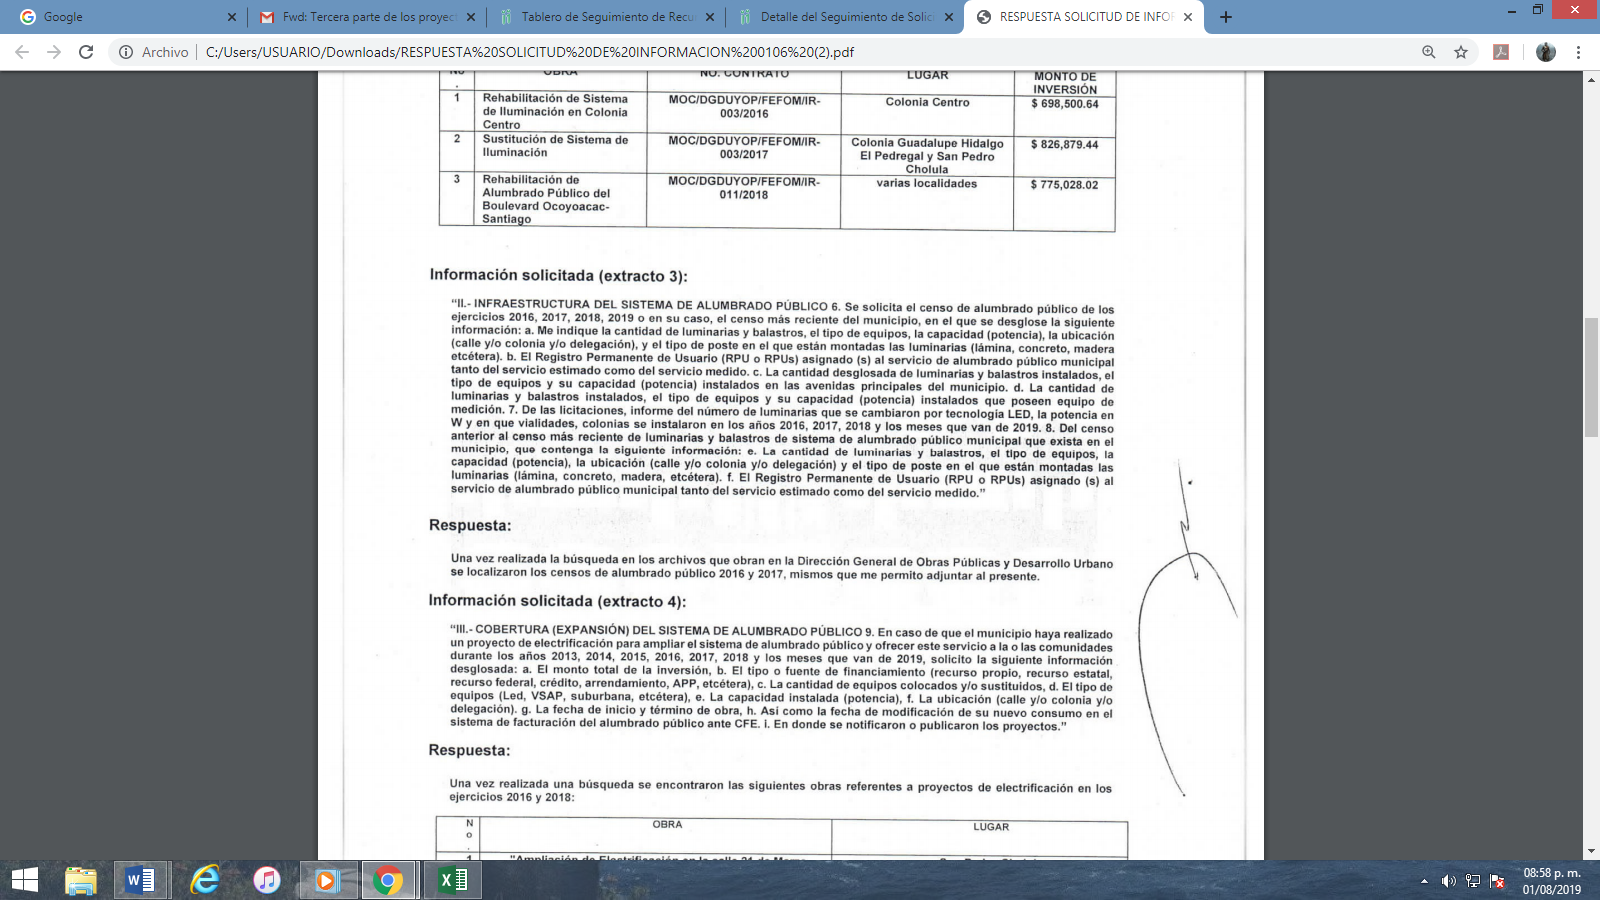 Google
Fwd: Tercera parte de los proyect
Tablero de Seguimiento de Recu
Detalle del Seguimiento de Solic
RESPUESTA SOLICITUD DE INFOR
Archivo
C:/Users/USUARIO/Downloads/RESPUESTA%20SOLICITUD%20DE%20INFORMACION%200106%20(2).pdf
No. OBRA NO. CONTRATO LUGAR MONTO DE
INVERSIÓN
1 Rehabilitación de Sistema MOC/DGDUYOP/FEFOM/IR- Colonia Centro $ 698,500.64
de Iluminación en Colonia 003/2016
Centro
2 Sustitución de Sistema de MOC/DGDUYOP/FEFOM/IR- Colonia Guadalupe Hidalgo $ 826,879.44
Iluminación 003/2017 El Pedregal y San Pedro
Cholula
3 Rehabilitación de MOC/DGDUYOP/FEFOM/IR- varias localidades $ 775,028.02
Alumbrado Público del 011/2018
Boulevard Ocoyoacac-
Santiago
Información solicitada (extracto 3):
"II.- INFRAESTRUCTURA DEL SISTEMA DE ALUMBRADO PÚBLICO 6. Se solicita el censo de alumbrado público de los
ejercicios 2016, 2017, 2018, 2019 o en su caso, el censo más reciente del municipio, en el que se desglose la siguiente
información: a. Me indique la cantidad de luminarias y balastros, el tipo de equipos, la capacidad (potencia), la ubicación
(calle y/o colonia y/o delegación), y el tipo de poste en el que están montadas las luminarias (lámina, concreto, madera
etcétera). b. El Registro Permanente de Usuario (RPU o RPUs) asignado (s) al servicio de alumbrado público municipal
tanto del servicio estimado como del servicio medido. c. La cantidad desglosada de luminarias y balastros instalados, el
tipo de equipos y su capacidad (potencia) instalados en las avenidas principales del municipio. d. La cantidad de
luminarias y balastros instalados, el tipo de equipos y su capacidad (potencia) instalados que poseen equipo de
medición. 7. De las licitaciones, informe del número de luminarias que se cambiaron por tecnología LED, la potencia en
W y en que vialidades, colonias se instalaron en los años 2016, 2017, 2018 y los meses que van de 2019. 8. Del censo
anterior al censo más reciente de luminarias y balastros de sistema de alumbrado público municipal que exista en el
municipio, que contenga la siguiente información: e. La cantidad de luminarias y balastros, el tipo de equipos, la
capacidad (potencia), la ubicación (calle y/o colonia y/o delegación) y el tipo de poste en el que están montadas las
luminarias (lámina, concreto, madera, etcétera). f. El Registro Permanente de Usuario (RPU o RPUs) asignado (s) al
servicio de alumbrado público municipal tanto del servicio estimado como del servicio medido."
Respuesta:
Una vez realizada la búsqueda en los archivos que obran en la Dirección General de Obras Públicas y Desarrollo Urbano
se localizaron los censos de alumbrado público 2016 y 2017, mismos que me permito adjuntar al presente.
Información solicitada (extracto 4):
"III.- COBERTURA (EXPANSIÓN) DEL SISTEMA DE ALUMBRADO PÚBLICO 9. En caso de que el municipio haya realizado
un proyecto de electrificación para ampliar el sistema de alumbrado público y ofrecer este servicio a la o las comunidades
durante los años 2013, 2014, 2015, 2016, 2017, 2018 y los meses que van de 2019, solicito la siguiente información
desglosada: a. El monto total de la inversión, b. El tipo o fuente de financiamiento (recurso propio, recurso estatal,
recurso federal, crédito, arrendamiento, APP, etcétera), c. La cantidad de equipos colocados y/o sustituidos, d. El tipo de
equipos (Led, VSAP, suburbana, etcétera), e. La capacidad instalada (potencia), f. La ubicación (calle y/o colonia y/o
delegación). g. La fecha de inicio y término de obra, h. Así como la fecha de modificación de su nuevo consumo en el
sistema de facturación del alumbrado público ante CFE. i. En donde se notificaron o publicaron los proyectos."
Respuesta:
Una vez realizada una búsqueda se encontraron las siguientes obras referentes a proyectos de electrificación en los
ejercicios 2016 y 2018:
N
o
. OBRA LUGAR
1 "Ampliación de Electrificación en la calle 21 de Marzo San Pedro
08:58 p. m.
01/08/2019